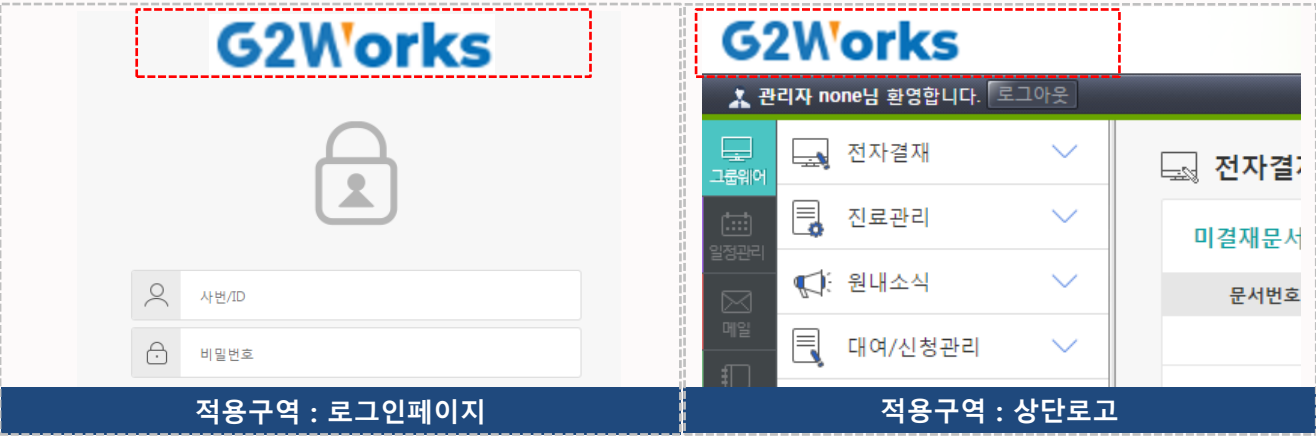 G2Works
사번/ID
비밀번호
적용구역 : 로그인페이지
G2Works
관리자 none님 환영합니다. 로그아웃
그룹웨어
일정관리
메일
전자결재
진료관리
원내소식
대여/신청관리
전자결
미결재문서
문서번호
적용구역 : 상단로고